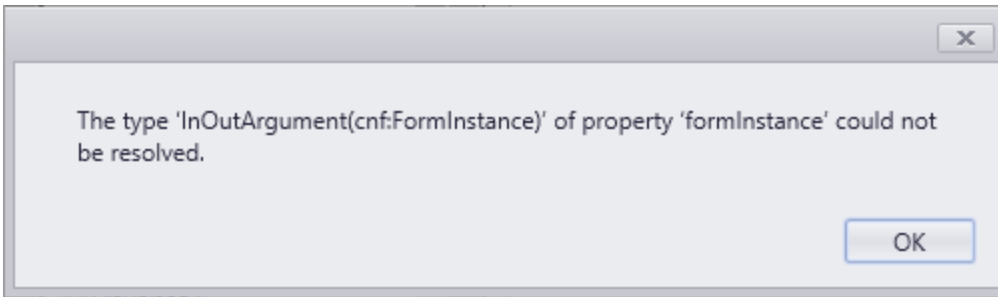 The type ‘InOutArgument(cnf:FormInstance)’ of property ‘formInstance’ could not
be resolved.
OK